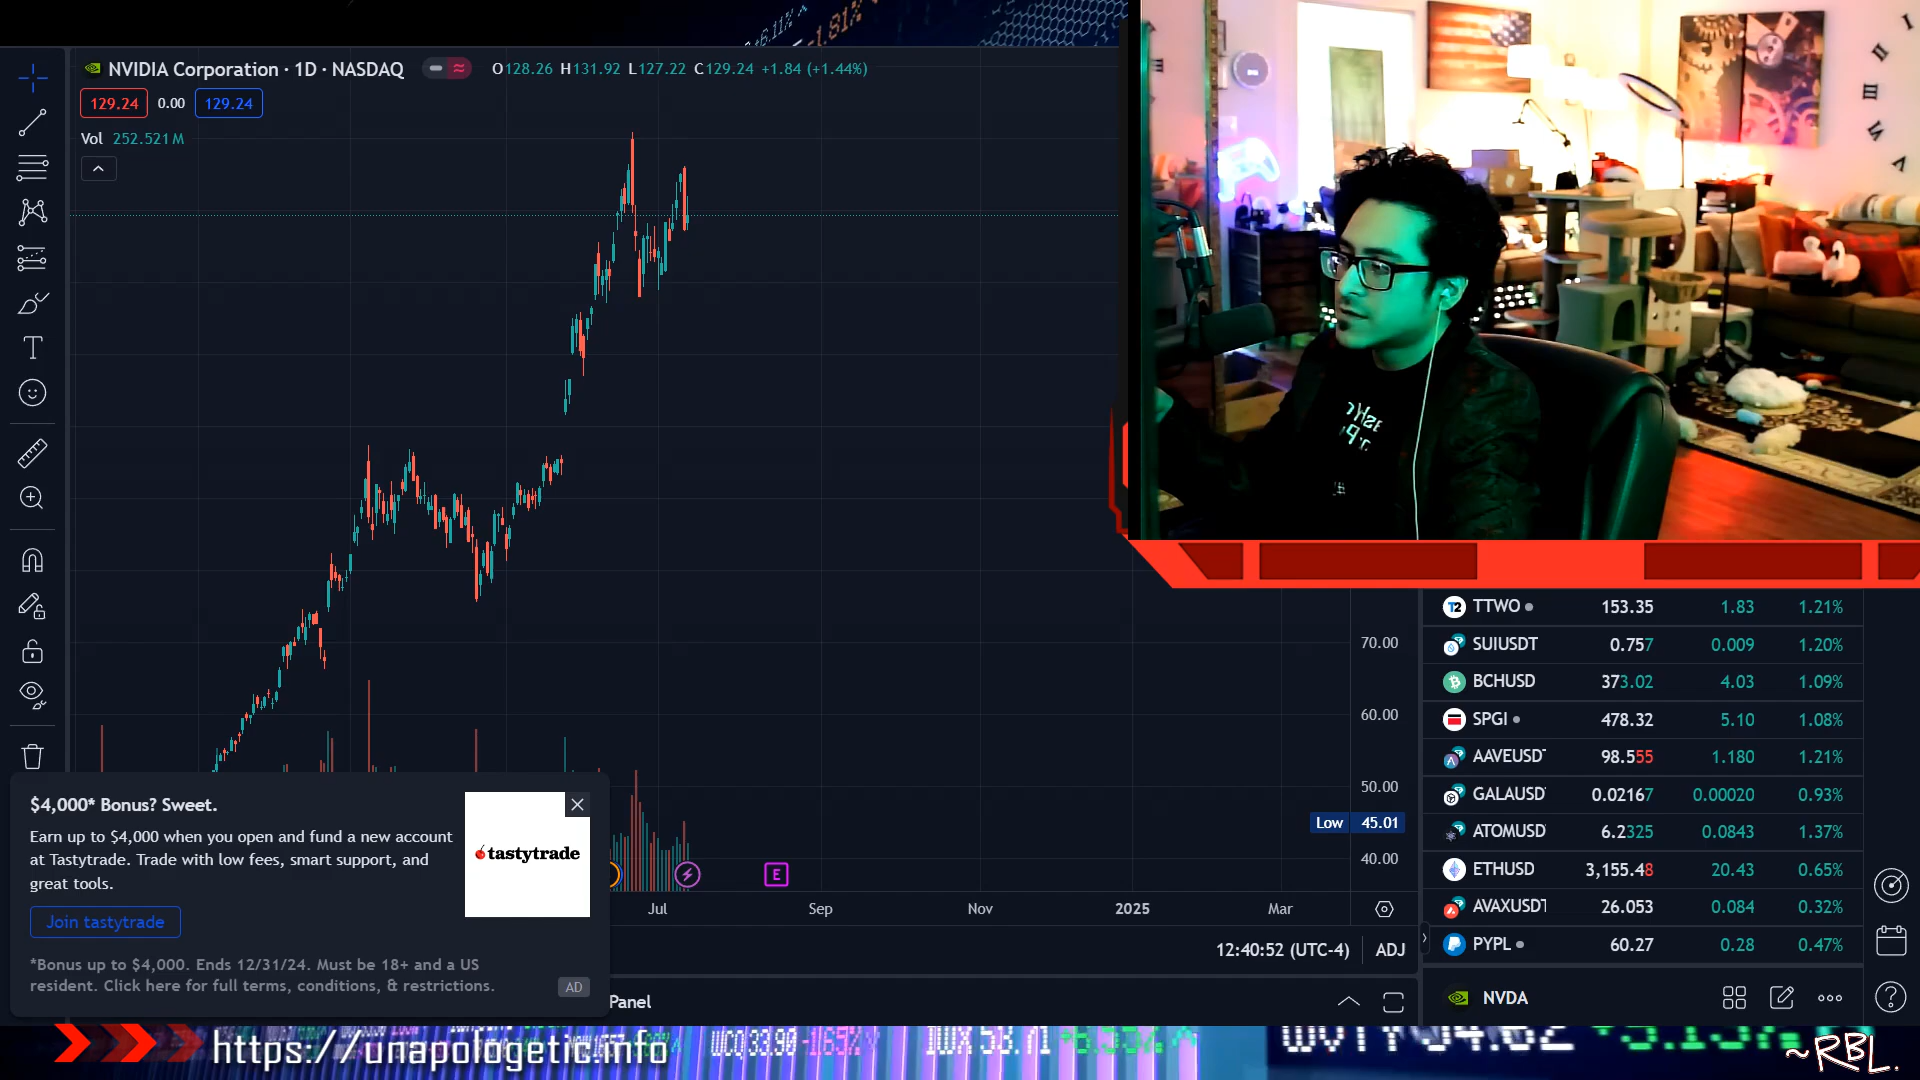 -1.81%
NVIDIA Corporation · 1D · NASDAQ
O128.26 H131.92 L127.22 C129.24 +1.84 (+1.44%)
129.24 0.00 129.24
Vol 252.521 M
70.00
60.00
50.00
Low 45.01
40.00
E
Jul Sep Nov 2025 Mar
12:40:52 (UTC-4) ADJ
Panel
$4,000* Bonus? Sweet.
Earn up to $4,000 when you open and fund a new account
at Tastytrade. Trade with low fees, smart support, and
great tools.
tastytrade
Join tastytrade
*Bonus up to $4,000. Ends 12/31/24. Must be 18+ and a US
resident. Click here for full terms, conditions, & restrictions.
AD
TTWO 153.35 1.83 1.21%
SUIUSDT 0.757 0.009 1.20%
BCHUSD 373.02 4.03 1.09%
SPGI 478.32 5.10 1.08%
AAVEUSDT 98.555 1.180 1.21%
GALAUSD 0.02167 0.00020 0.93%
ATOMUSD 6.2325 0.0843 1.37%
ETHUSD 3,155.48 20.43 0.65%
AVAXUSDT 26.053 0.084 0.32%
PYPL 60.27 0.28 0.47%
NVDA
https://unapologetic.info
~RBL.